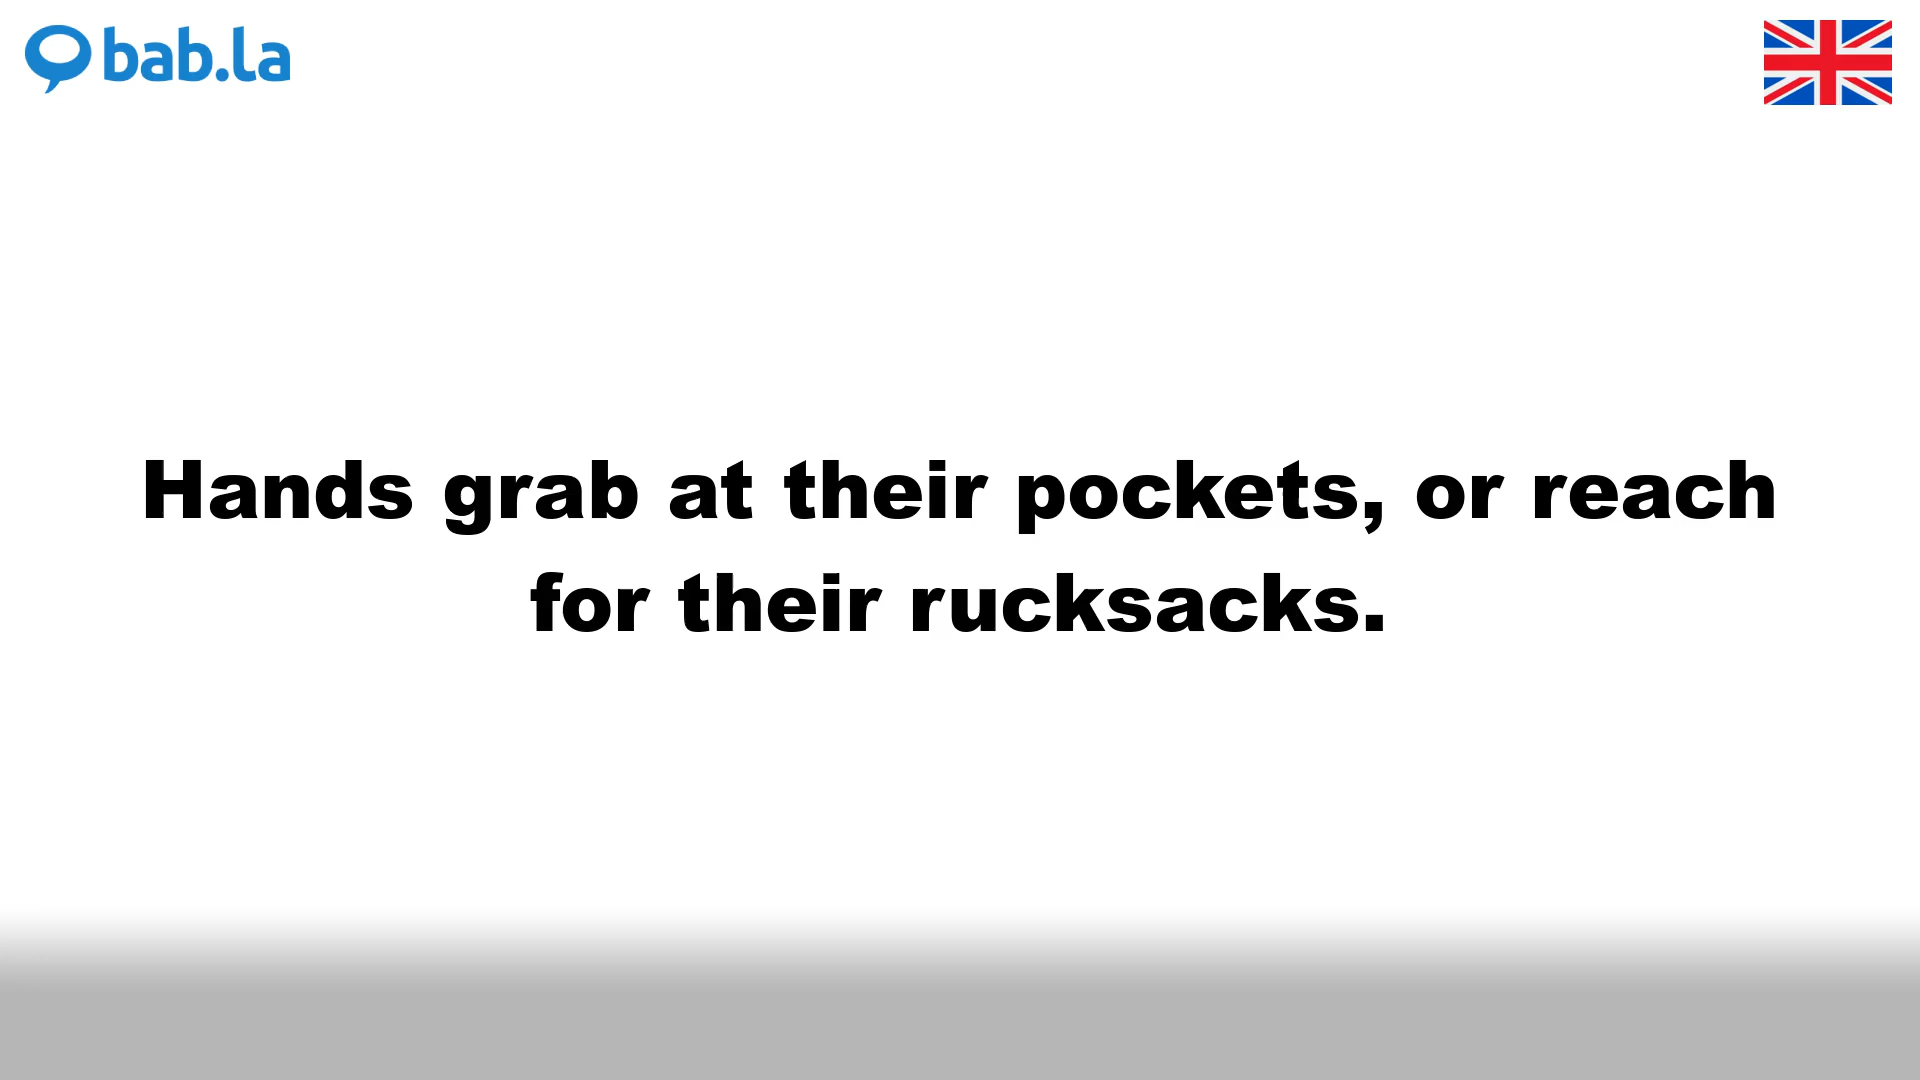 bab.la
Hands grab at their pockets, or reach
for their rucksacks.